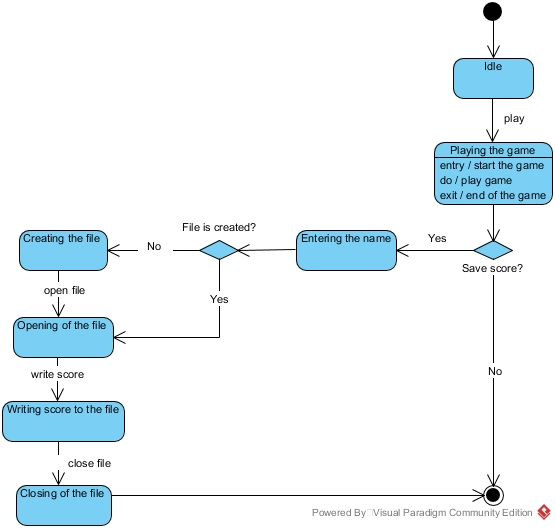 Idle
play
Playing the game
entry / start the game
do / play game
exit / end of the game
File is created?
Creating the file
No
Entering the name
Yes
Save score?
open file
Yes
Opening of the file
write score
No
Writing score to the file
close file
Closing of the file
Powered By Visual Paradigm Community Edition